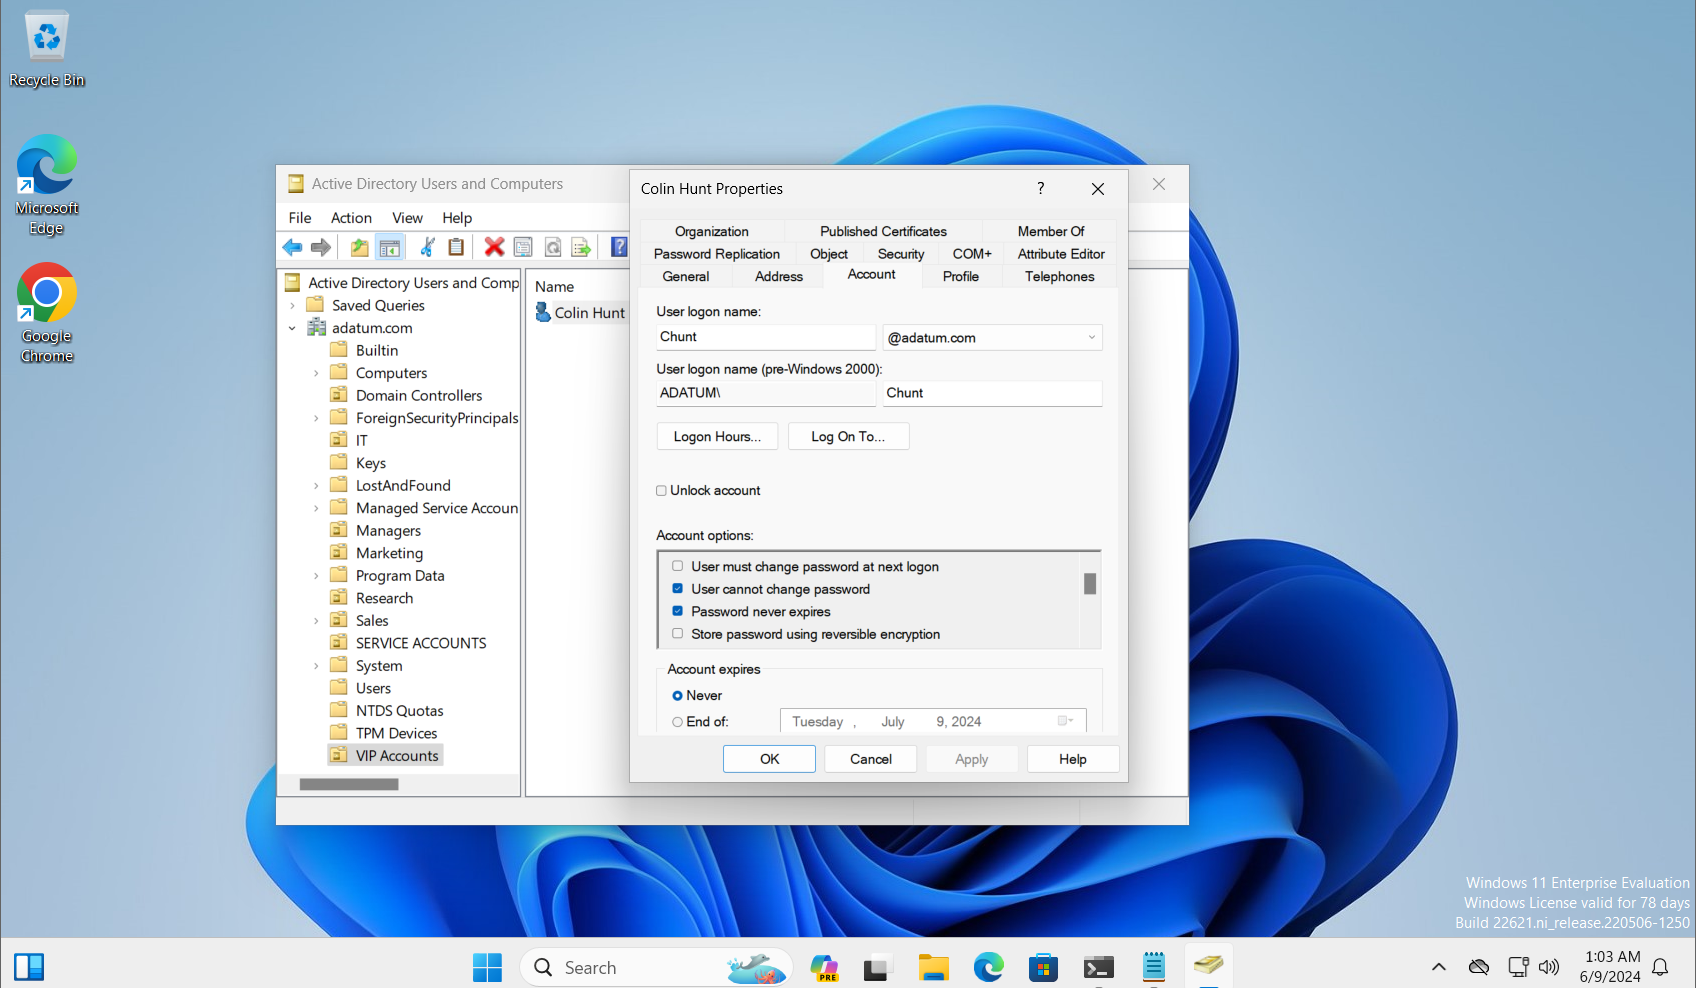 Recycle Bin
Microsoft
Edge
Google
Chrome
Active Directory Users and Computers
File Action View Help
Active Directory Users and Comp
Saved Queries
adatum.com
Builtin
Computers
Domain Controllers
ForeignSecurityPrincipals
IT
Keys
LostAndFound
Managed Service Accoun
Managers
Marketing
Program Data
Research
Sales
SERVICE ACCOUNTS
System
Users
NTDS Quotas
TPM Devices
VIP Accounts
Name
Colin Hunt
Colin Hunt Properties
?
Organization Published Certificates Member Of
Password Replication Object Security COM+ Attribute Editor
General Address Account Profile Telephones
User logon name:
Chunt @adatum.com
User logon name (pre-Windows 2000):
ADATUM\ Chunt
Logon Hours... Log On To...
Unlock account
Account options:
User must change password at next logon
User cannot change password
Password never expires
Store password using reversible encryption
Account expires
Never
End of: Tuesday , July 9, 2024
OK Cancel Apply Help
Windows 11 Enterprise Evaluation
Windows License valid for 78 days
Build 22621.ni_release.220506-1250
Search
PRE
1:03 AM
6/9/2024